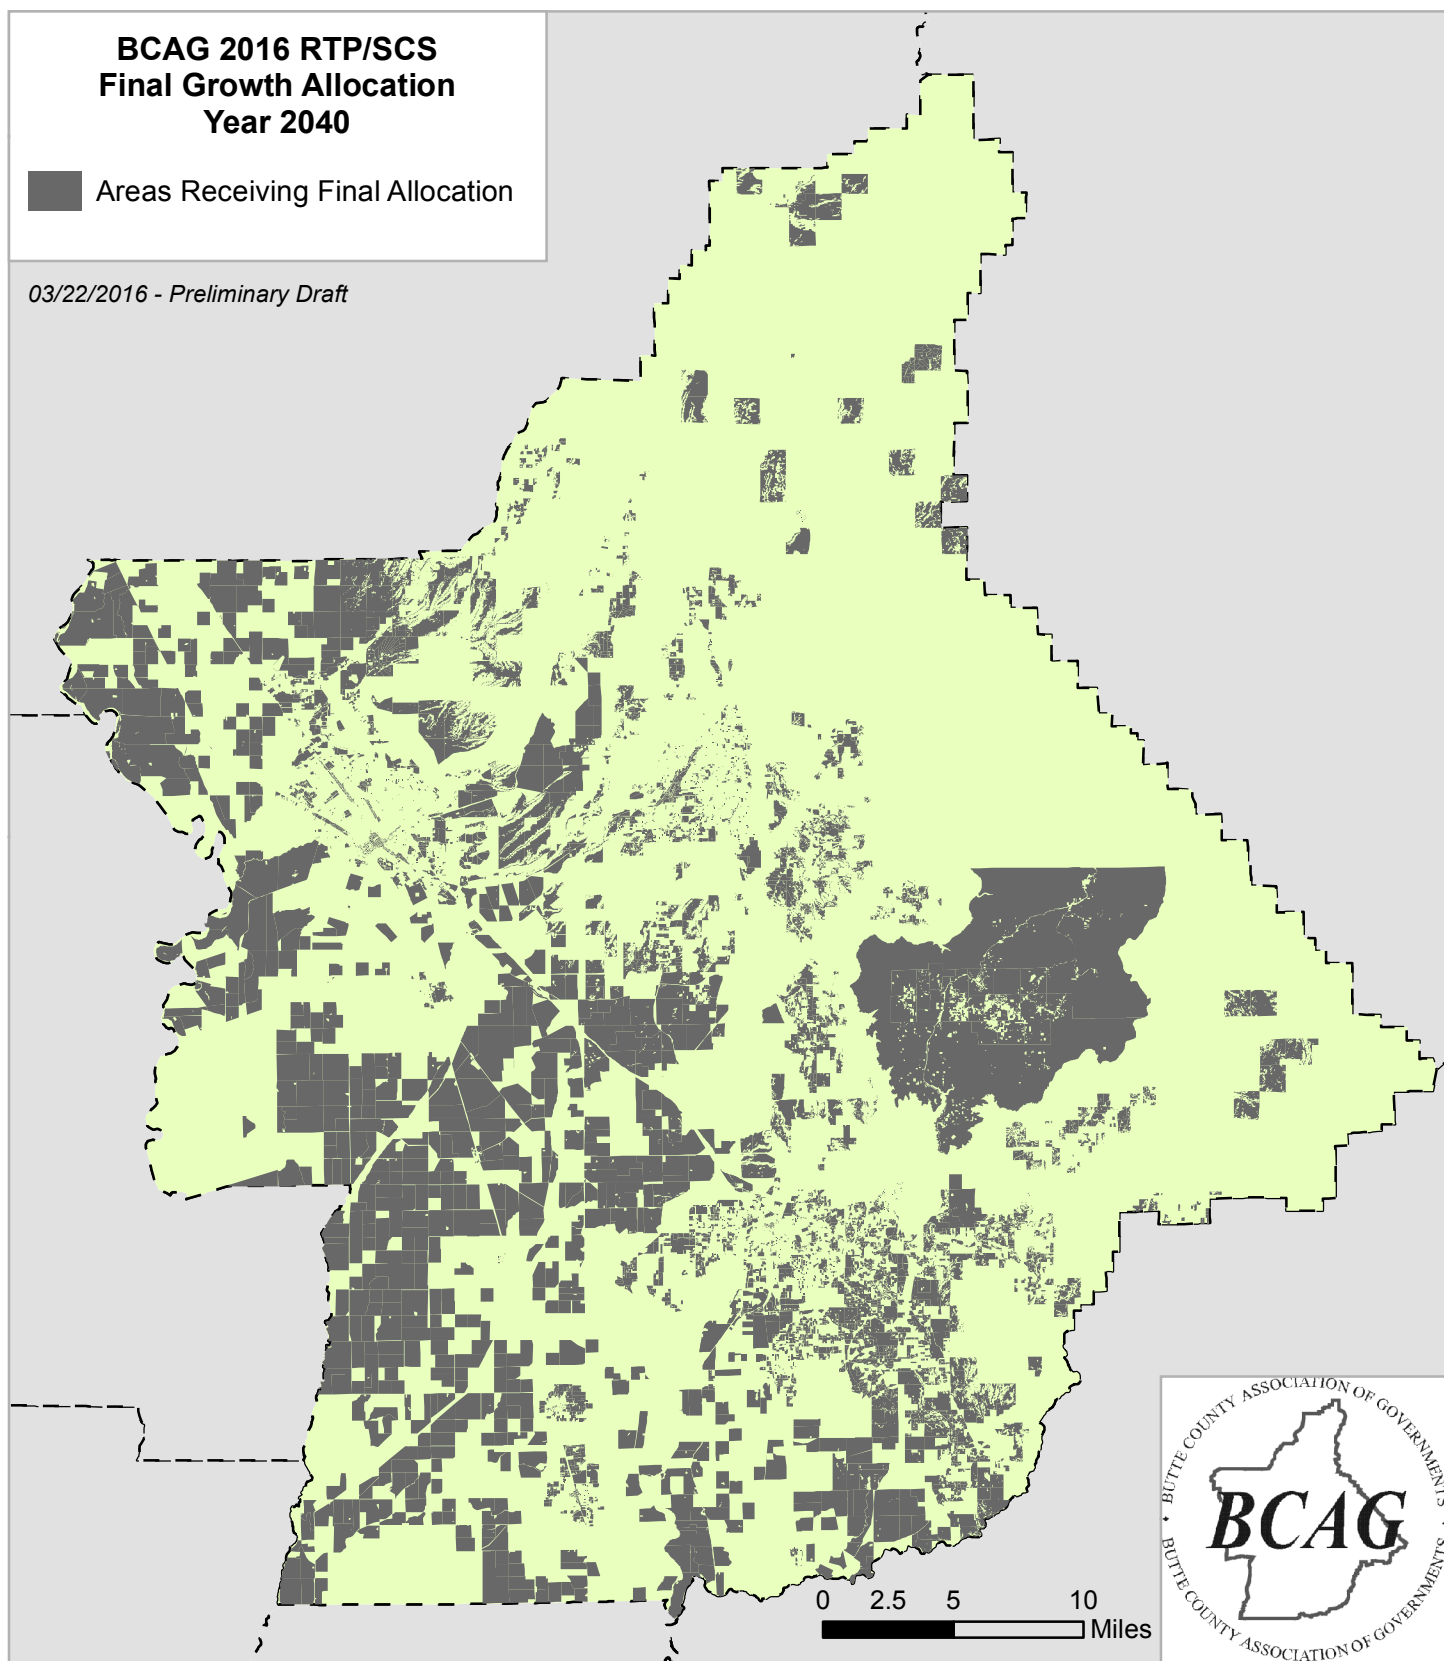 BCAG 2016 RTP/SCS
Final Growth Allocation
Year 2040
Areas Receiving Final Allocation
03/22/2016 - Preliminary Draft
0 2.5 5 10
Miles
BUTTE COUNTY ASSOCIATION OF GOVERNMENTS
BCAG
BUTTE COUNTY ASSOCIATION OF GOVERNMENTS